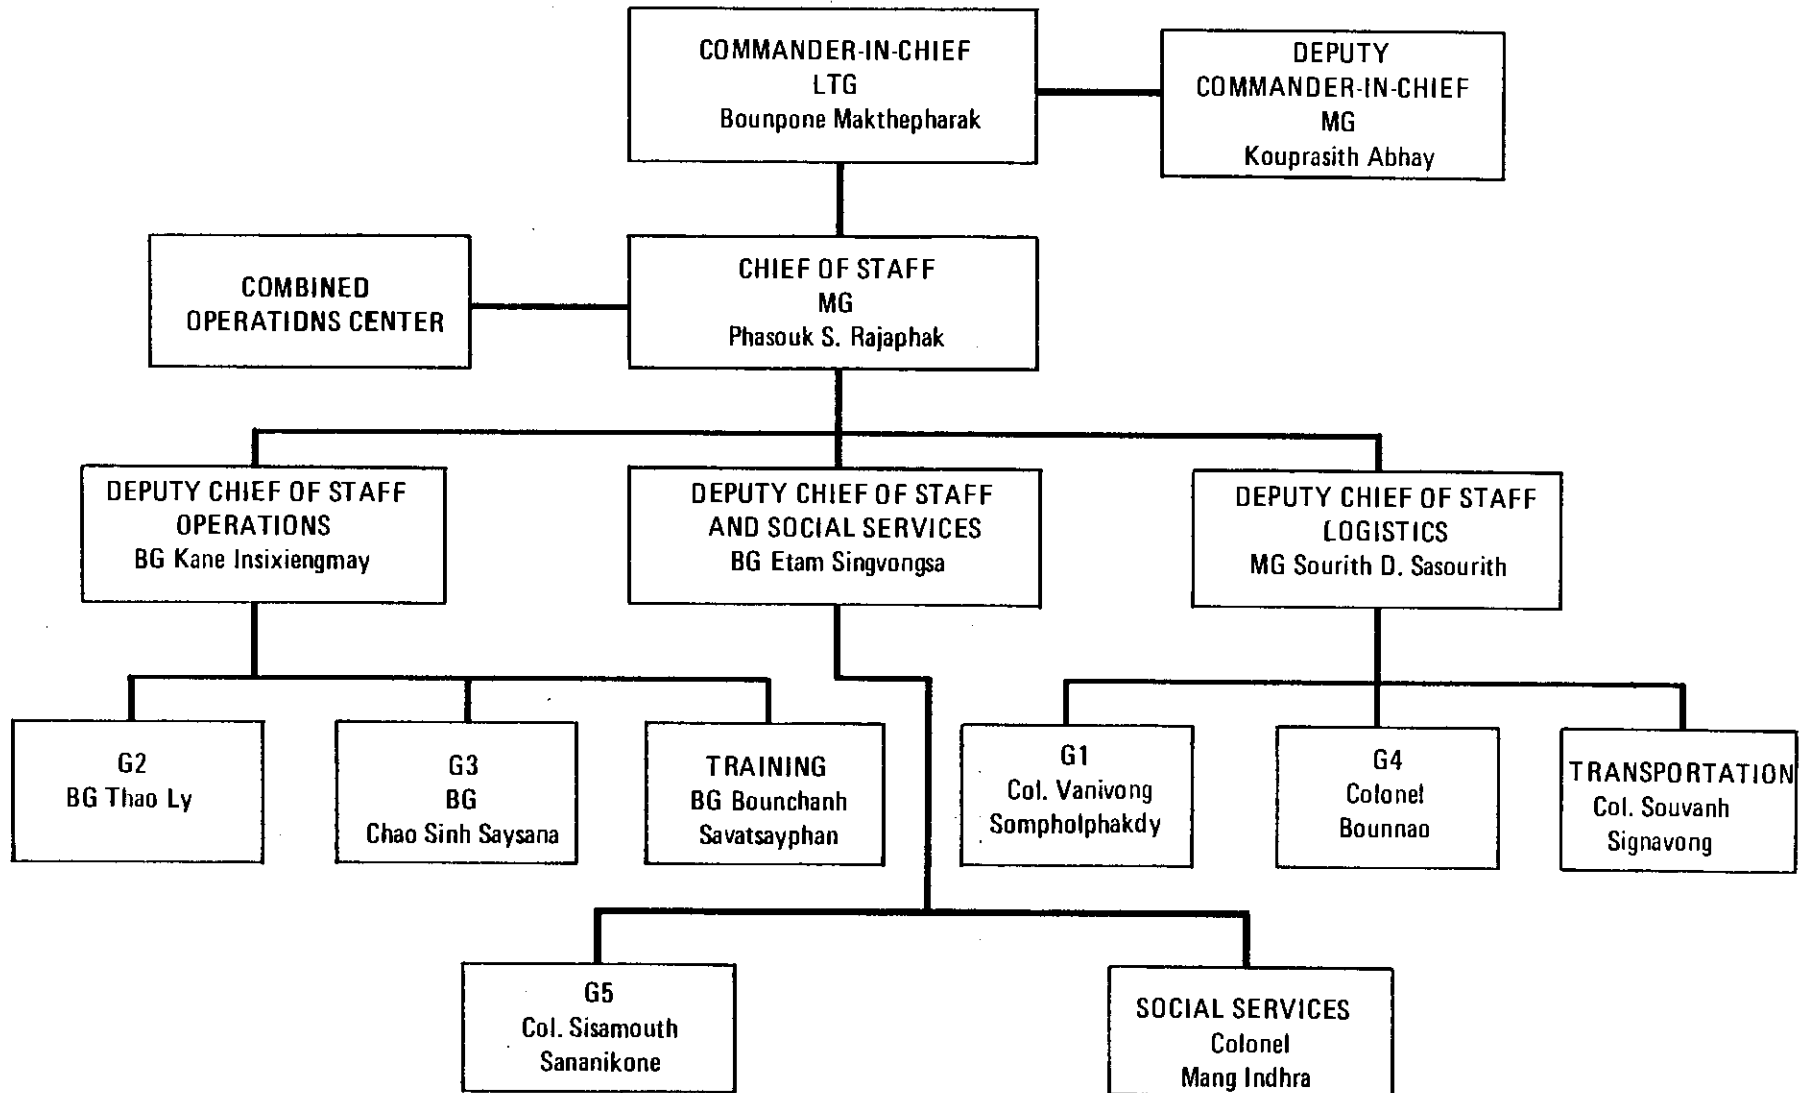 COMMANDER-IN-CHIEF
LTG
Bounpone Makthepharak
DEPUTY
COMMANDER-IN-CHIEF
MG
Kouprasith Abhay
COMBINED
OPERATIONS CENTER
CHIEF OF STAFF
MG
Phasouk S. Rajaphak
DEPUTY CHIEF OF STAFF
OPERATIONS
BG Kane Insixiengmay
DEPUTY CHIEF OF STAFF
AND SOCIAL SERVICES
BG Etam Singvongsa
DEPUTY CHIEF OF STAFF
LOGISTICS
MG Sourith D. Sasourith
G2
BG Thao Ly
G3
BG
Chao Sinh Saysana
TRAINING
BG Bounchanh
Savatsayphan
G1
Col. Vanivong
Sompholphakdy
G4
Colonel
Bounnao
TRANSPORTATION
Col. Souvanh
Signavong
G5
Col. Sisamouth
Sananikone
SOCIAL SERVICES
Colonel
Mang Indhra